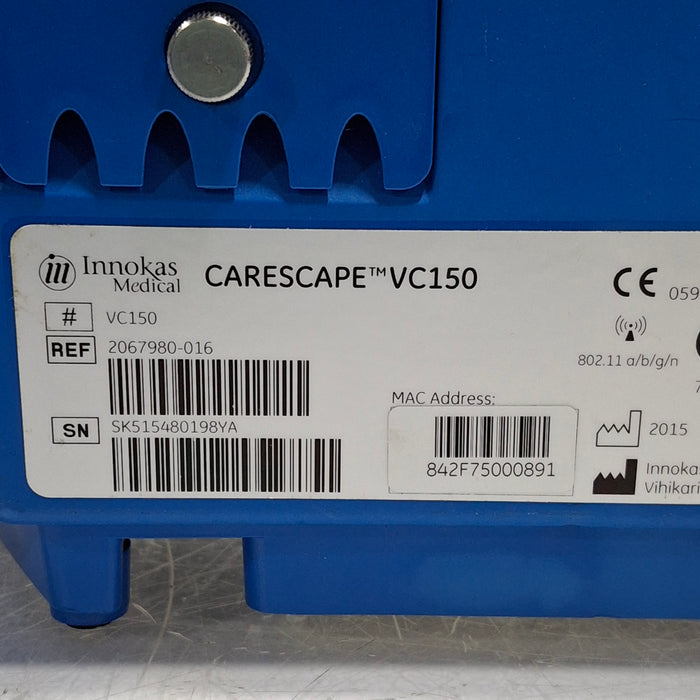 Innokas
Medical
CARESCAPE™ VC150
CE 059
# VC150
REF 2067980-016
802.11 a/b/g/n
MAC Address:
SN SK515480198YA
842F75000891
2015
Innokas
Vihikari